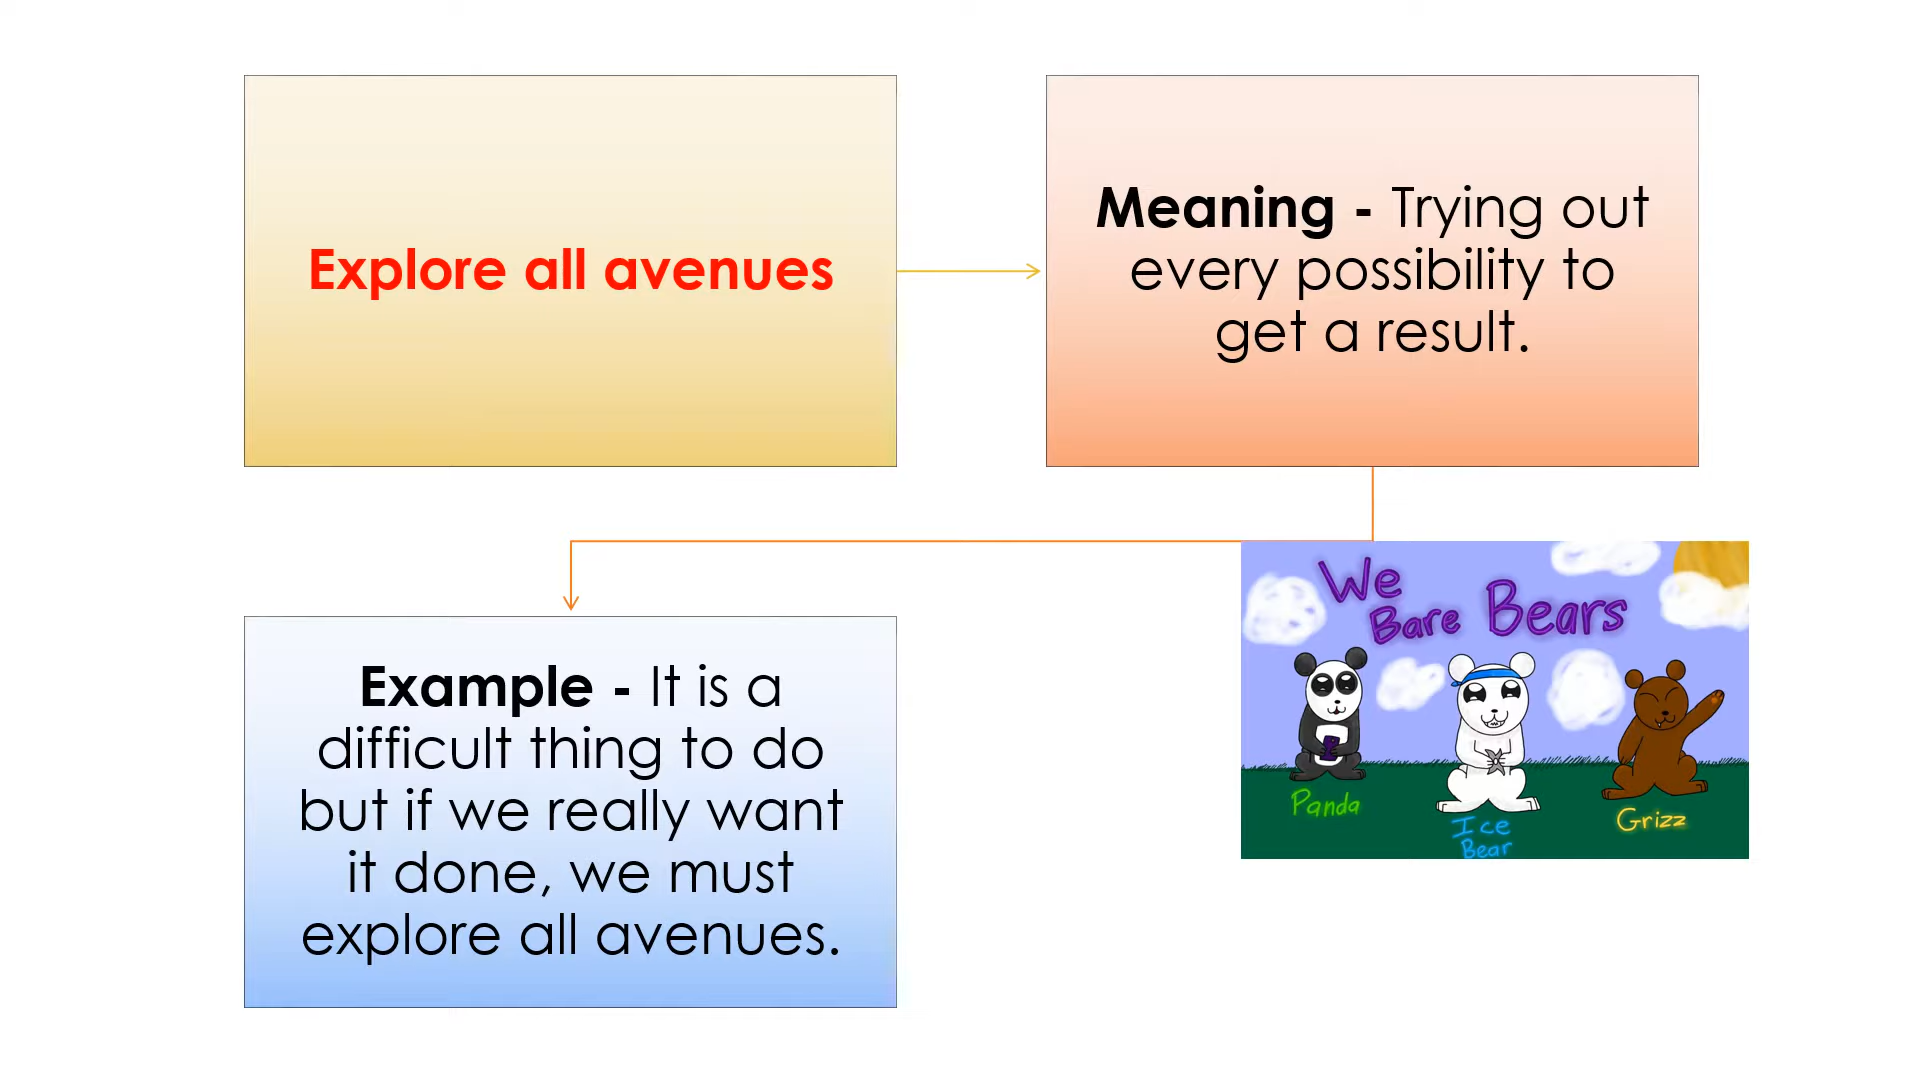 Explore all avenues
Meaning - Trying out
every possibility to
get a result.
Example - It is a
difficult thing to do
but if we really want
it done, we must
explore all avenues.
We
Bare Bears
Panda
Ice
Bear
Grizz